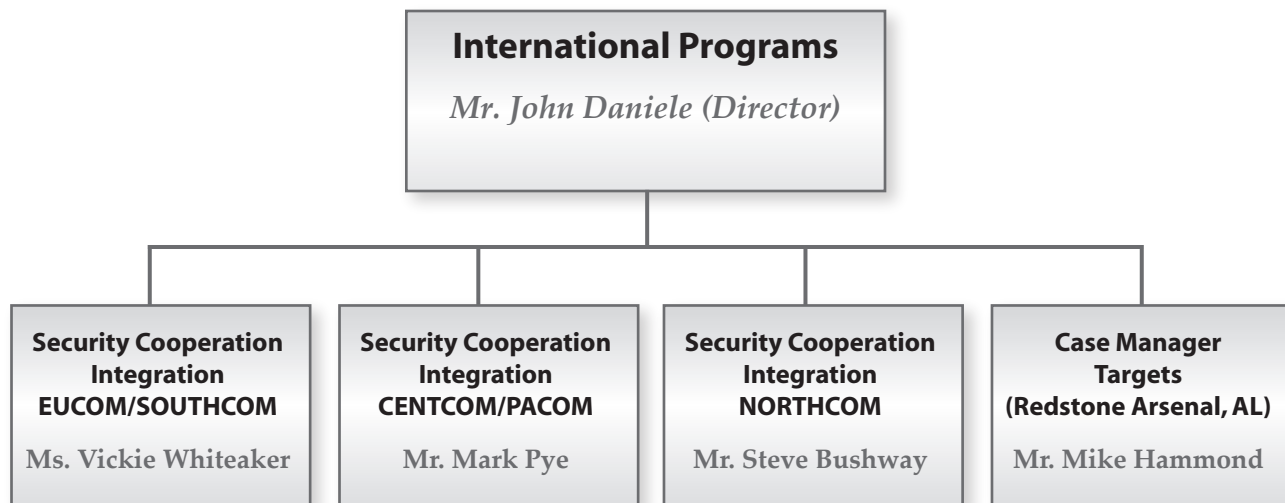 International Programs
Mr. John Daniele (Director)
Security Cooperation
Integration
EUCOM/SOUTHCOM
Ms. Vickie Whiteaker
Security Cooperation
Integration
CENTCOM/PACOM
Mr. Mark Pye
Security Cooperation
Integration
NORTHCOM
Mr. Steve Bushway
Case Manager
Targets
(Redstone Arsenal, AL)
Mr. Mike Hammond